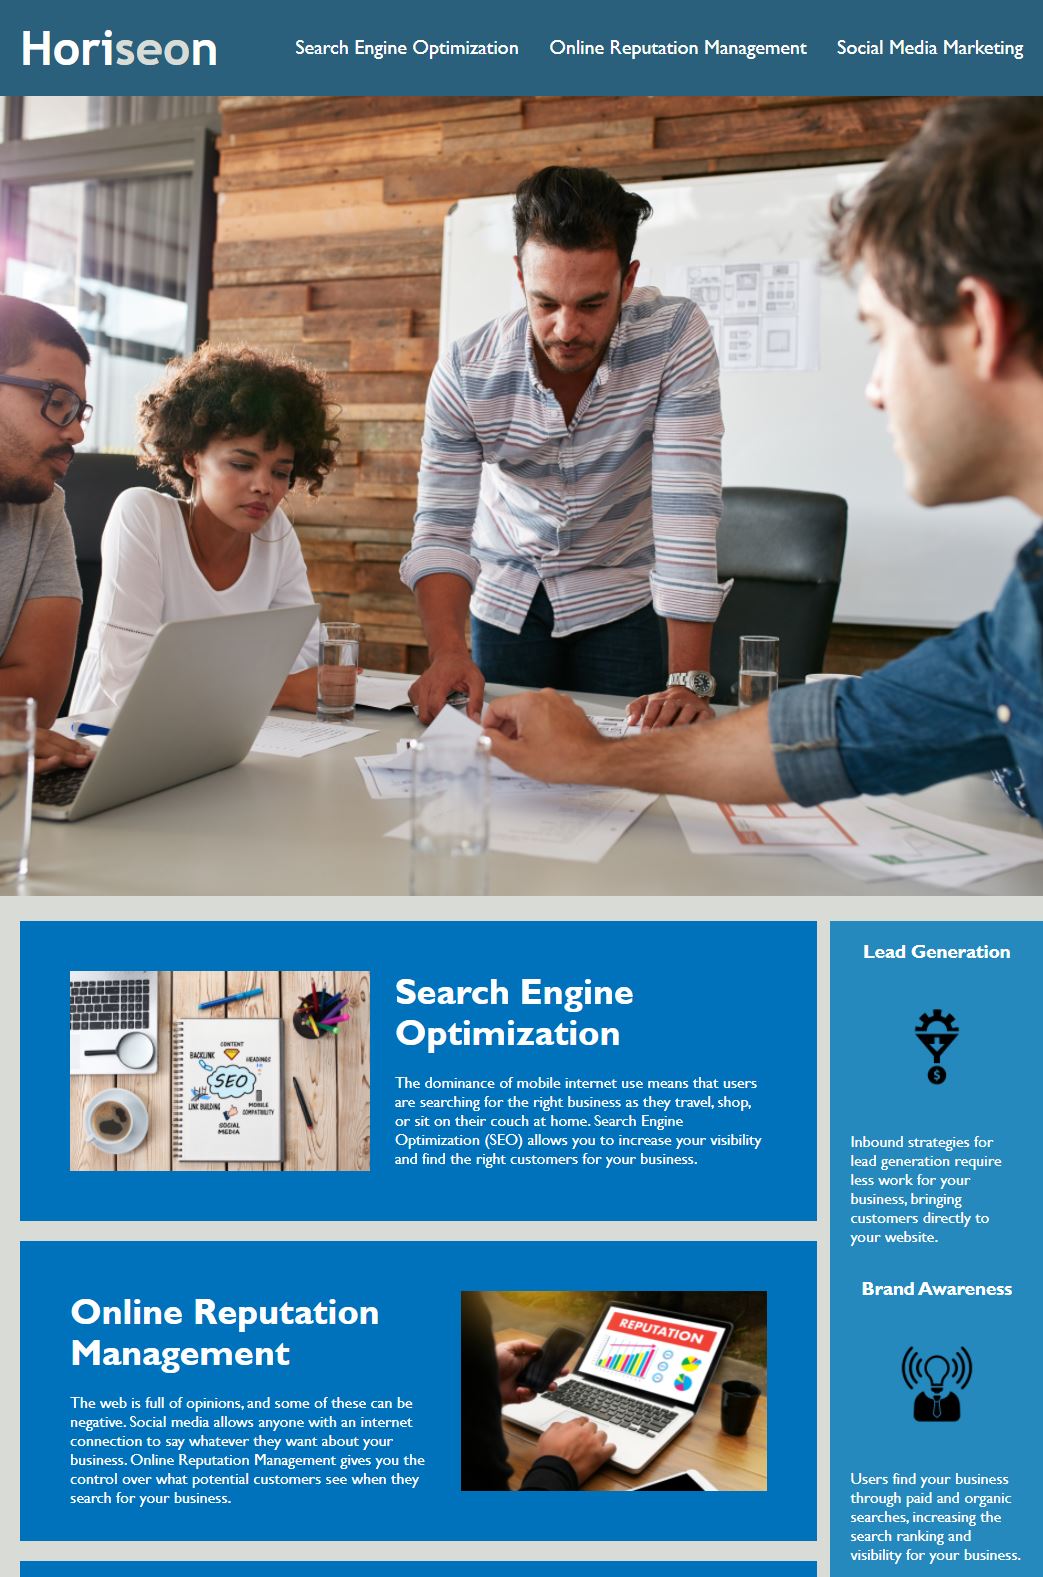 Horiseon
Search Engine Optimization
Online Reputation Management
Social Media Marketing
Search Engine
Optimization
The dominance of mobile internet use means that users
are searching for the right business as they travel, shop,
or sit on their couch at home. Search Engine
Optimization (SEO) allows you to increase your visibility
and find the right customers for your business.
CONTENT
BACKLINK
HEADINGS
SEO
LINK BUILDING
MOBILE
COMPATIBILITY
SOCIAL
MEDIA
Online Reputation
Management
The web is full of opinions, and some of these can be
negative. Social media allows anyone with an internet
connection to say whatever they want about your
business. Online Reputation Management gives you the
control over what potential customers see when they
search for your business.
REPUTATION
Lead Generation
$
Inbound strategies for
lead generation require
less work for your
business, bringing
customers directly to
your website.
Brand Awareness
Users find your business
through paid and organic
searches, increasing the
search ranking and
visibility for your business.